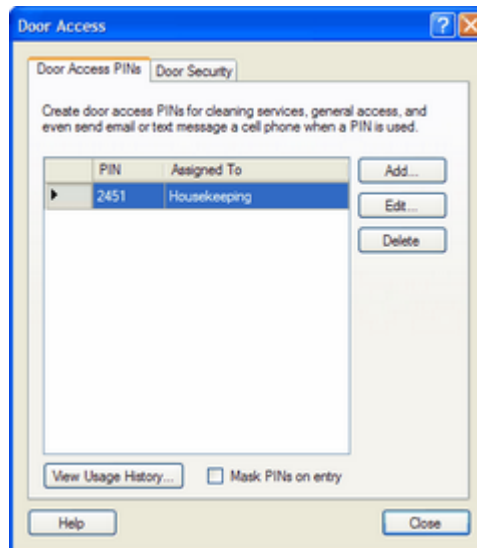 Door Access
Door Access PINs Door Security
Create door access PINs for cleaning services, general access, and
even send email or text message a cell phone when a PIN is used.
PIN Assigned To
2451 Housekeeping
Add...
Edit...
Delete
View Usage History... Mask PINs on entry
Help Close